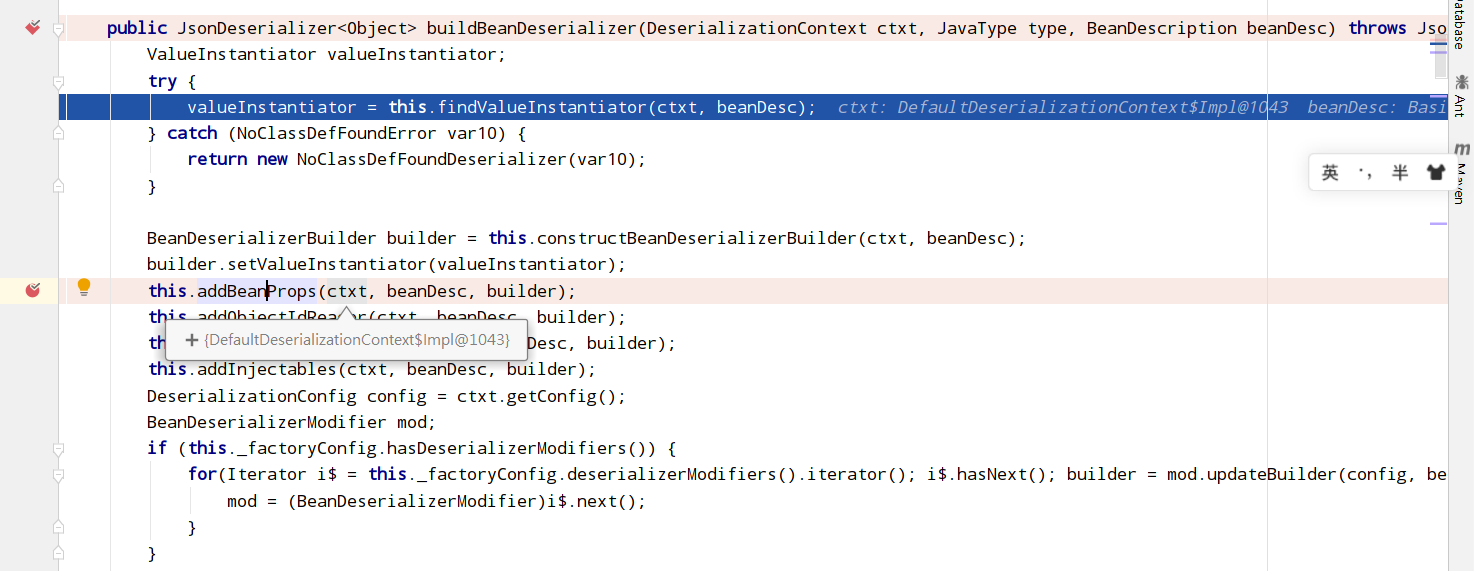 public JsonDeserializer<Object> buildBeanDeserializer(DeserializationContext ctxt, JavaType type, BeanDescription beanDesc) throws Jso
ValueInstantiator valueInstantiator;
try {
valueInstantiator = this.findValueInstantiator(ctxt, beanDesc); ctxt: DefaultDeserializationContext$Impl@1043 beanDesc: Basi
} catch (NoClassDefFoundError var10) {
return new NoClassDefFoundDeserializer(var10);
}
BeanDeserializerBuilder builder = this.constructBeanDeserializerBuilder(ctxt, beanDesc);
builder.setValueInstantiator(valueInstantiator);
this.addBeanProps(ctxt, beanDesc, builder);
this.addObjectIdReader(ctxt, beanDesc, builder);
+ {DefaultDeserializationContext$Impl@1043}
th Desc, builder);
this.addInjectables(ctxt, beanDesc, builder);
DeserializationConfig config = ctxt.getConfig();
BeanDeserializerModifier mod;
if (this._factoryConfig.hasDeserializerModifiers()) {
for(Iterator i$ = this._factoryConfig.deserializerModifiers().iterator(); i$.hasNext(); builder = mod.updateBuilder(config, be
mod = (BeanDeserializerModifier)i$.next();
}
}
atabase
Ant
m
Maven
英 半